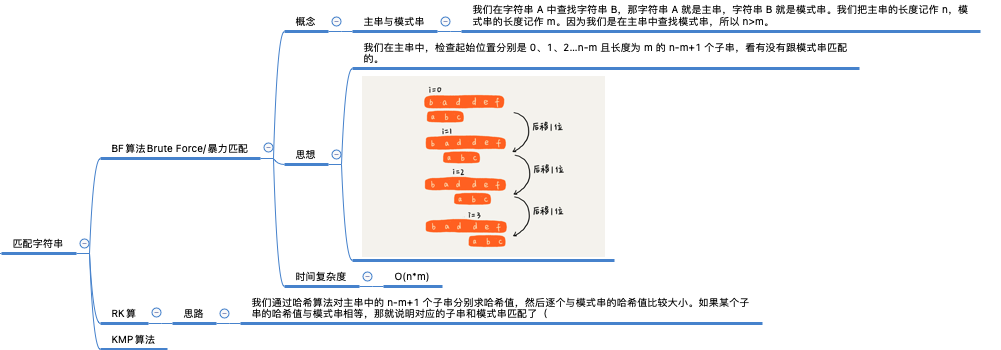 匹配字符串
BF 算法Brute Force/暴力匹配
概念
主串与模式串
我们在字符串 A 中查找字符串 B，那字符串 A 就是主串，字符串 B 就是模式串。我们把主串的长度记作 n，模
式串的长度记作 m。因为我们是在主串中查找模式串，所以 n>m。
思想
我们在主串中，检查起始位置分别是 0、1、2...n-m 且长度为 m 的 n-m+1 个子串，看有没有跟模式串匹配
的。
i=0
b a d d e f
a b c
后移1位
i=1
b a d d e f
a b c
后移1位
i=2
b a d d e f
a b c
后移1位
i=3
b a d d e f
a b c
时间复杂度
O(n*m)
RK 算
思路
我们通过哈希算法对主串中的 n-m+1 个子串分别求哈希值，然后逐个与模式串的哈希值比较大小。如果某个子
串的哈希值与模式串相等，那就说明对应的子串和模式串匹配了（
KMP 算法